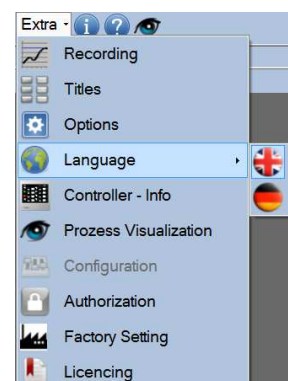 Extra
Recording
Titles
Options
Language
Controller - Info
Prozess Visualization
Configuration
Authorization
Factory Setting
Licencing